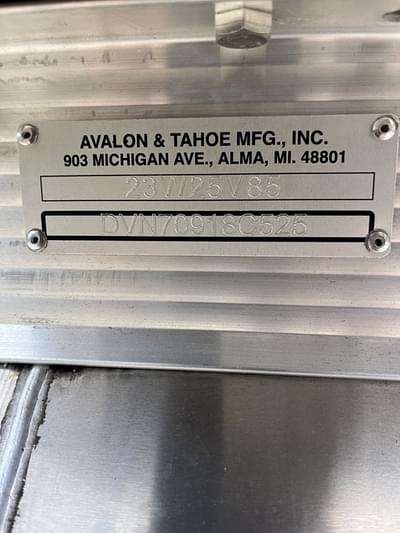 AVALON & TAHOE MFG., INC.
903 MICHIGAN AVE., ALMA, MI. 48801
23W25V85
DVN70918C525